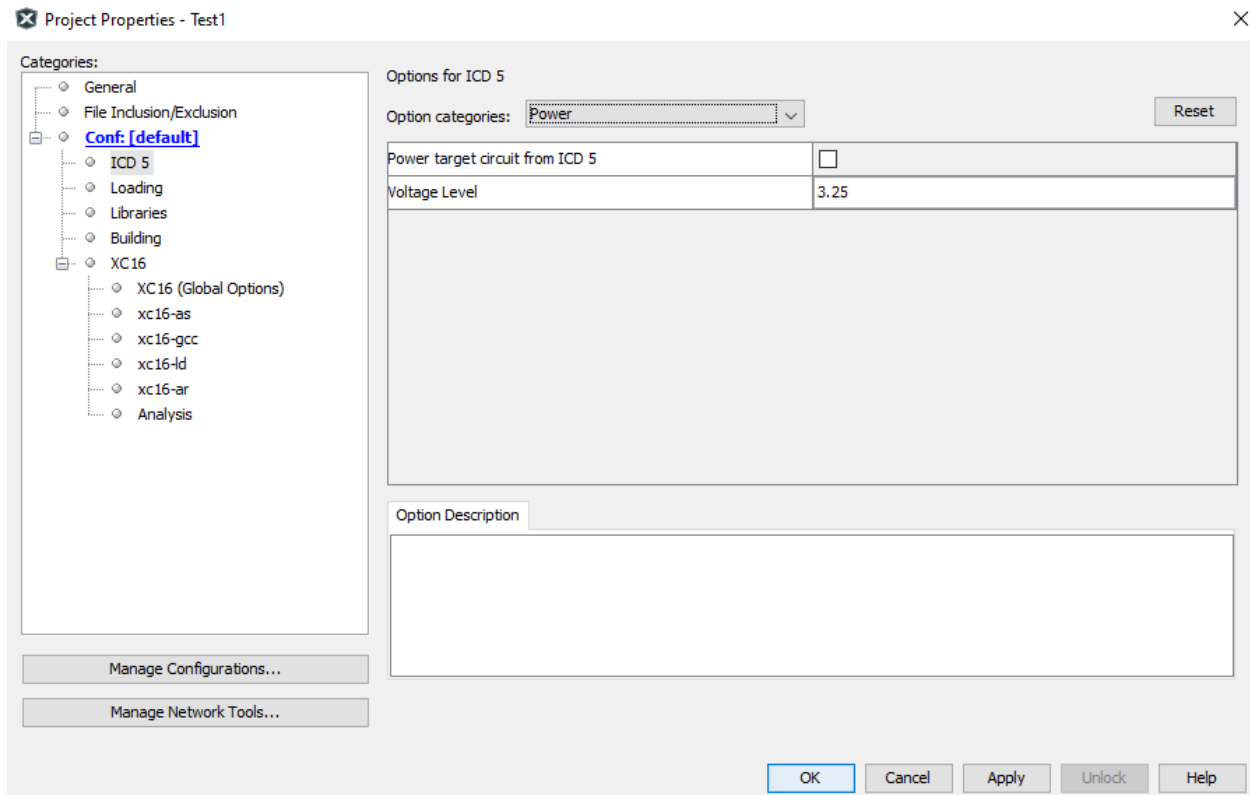 Project Properties - Test1
Categories:
General
File Inclusion/Exclusion
Conf: [default]
ICD 5
Loading
Libraries
Building
XC16
XC16 (Global Options)
xc16-as
xc16-gcc
xc16-ld
xc16-ar
Analysis
Manage Configurations...
Manage Network Tools...
Options for ICD 5
Option categories: Power
Reset
Power target circuit from ICD 5
Voltage Level 3.25
Option Description
OK Cancel Apply Unlock Help